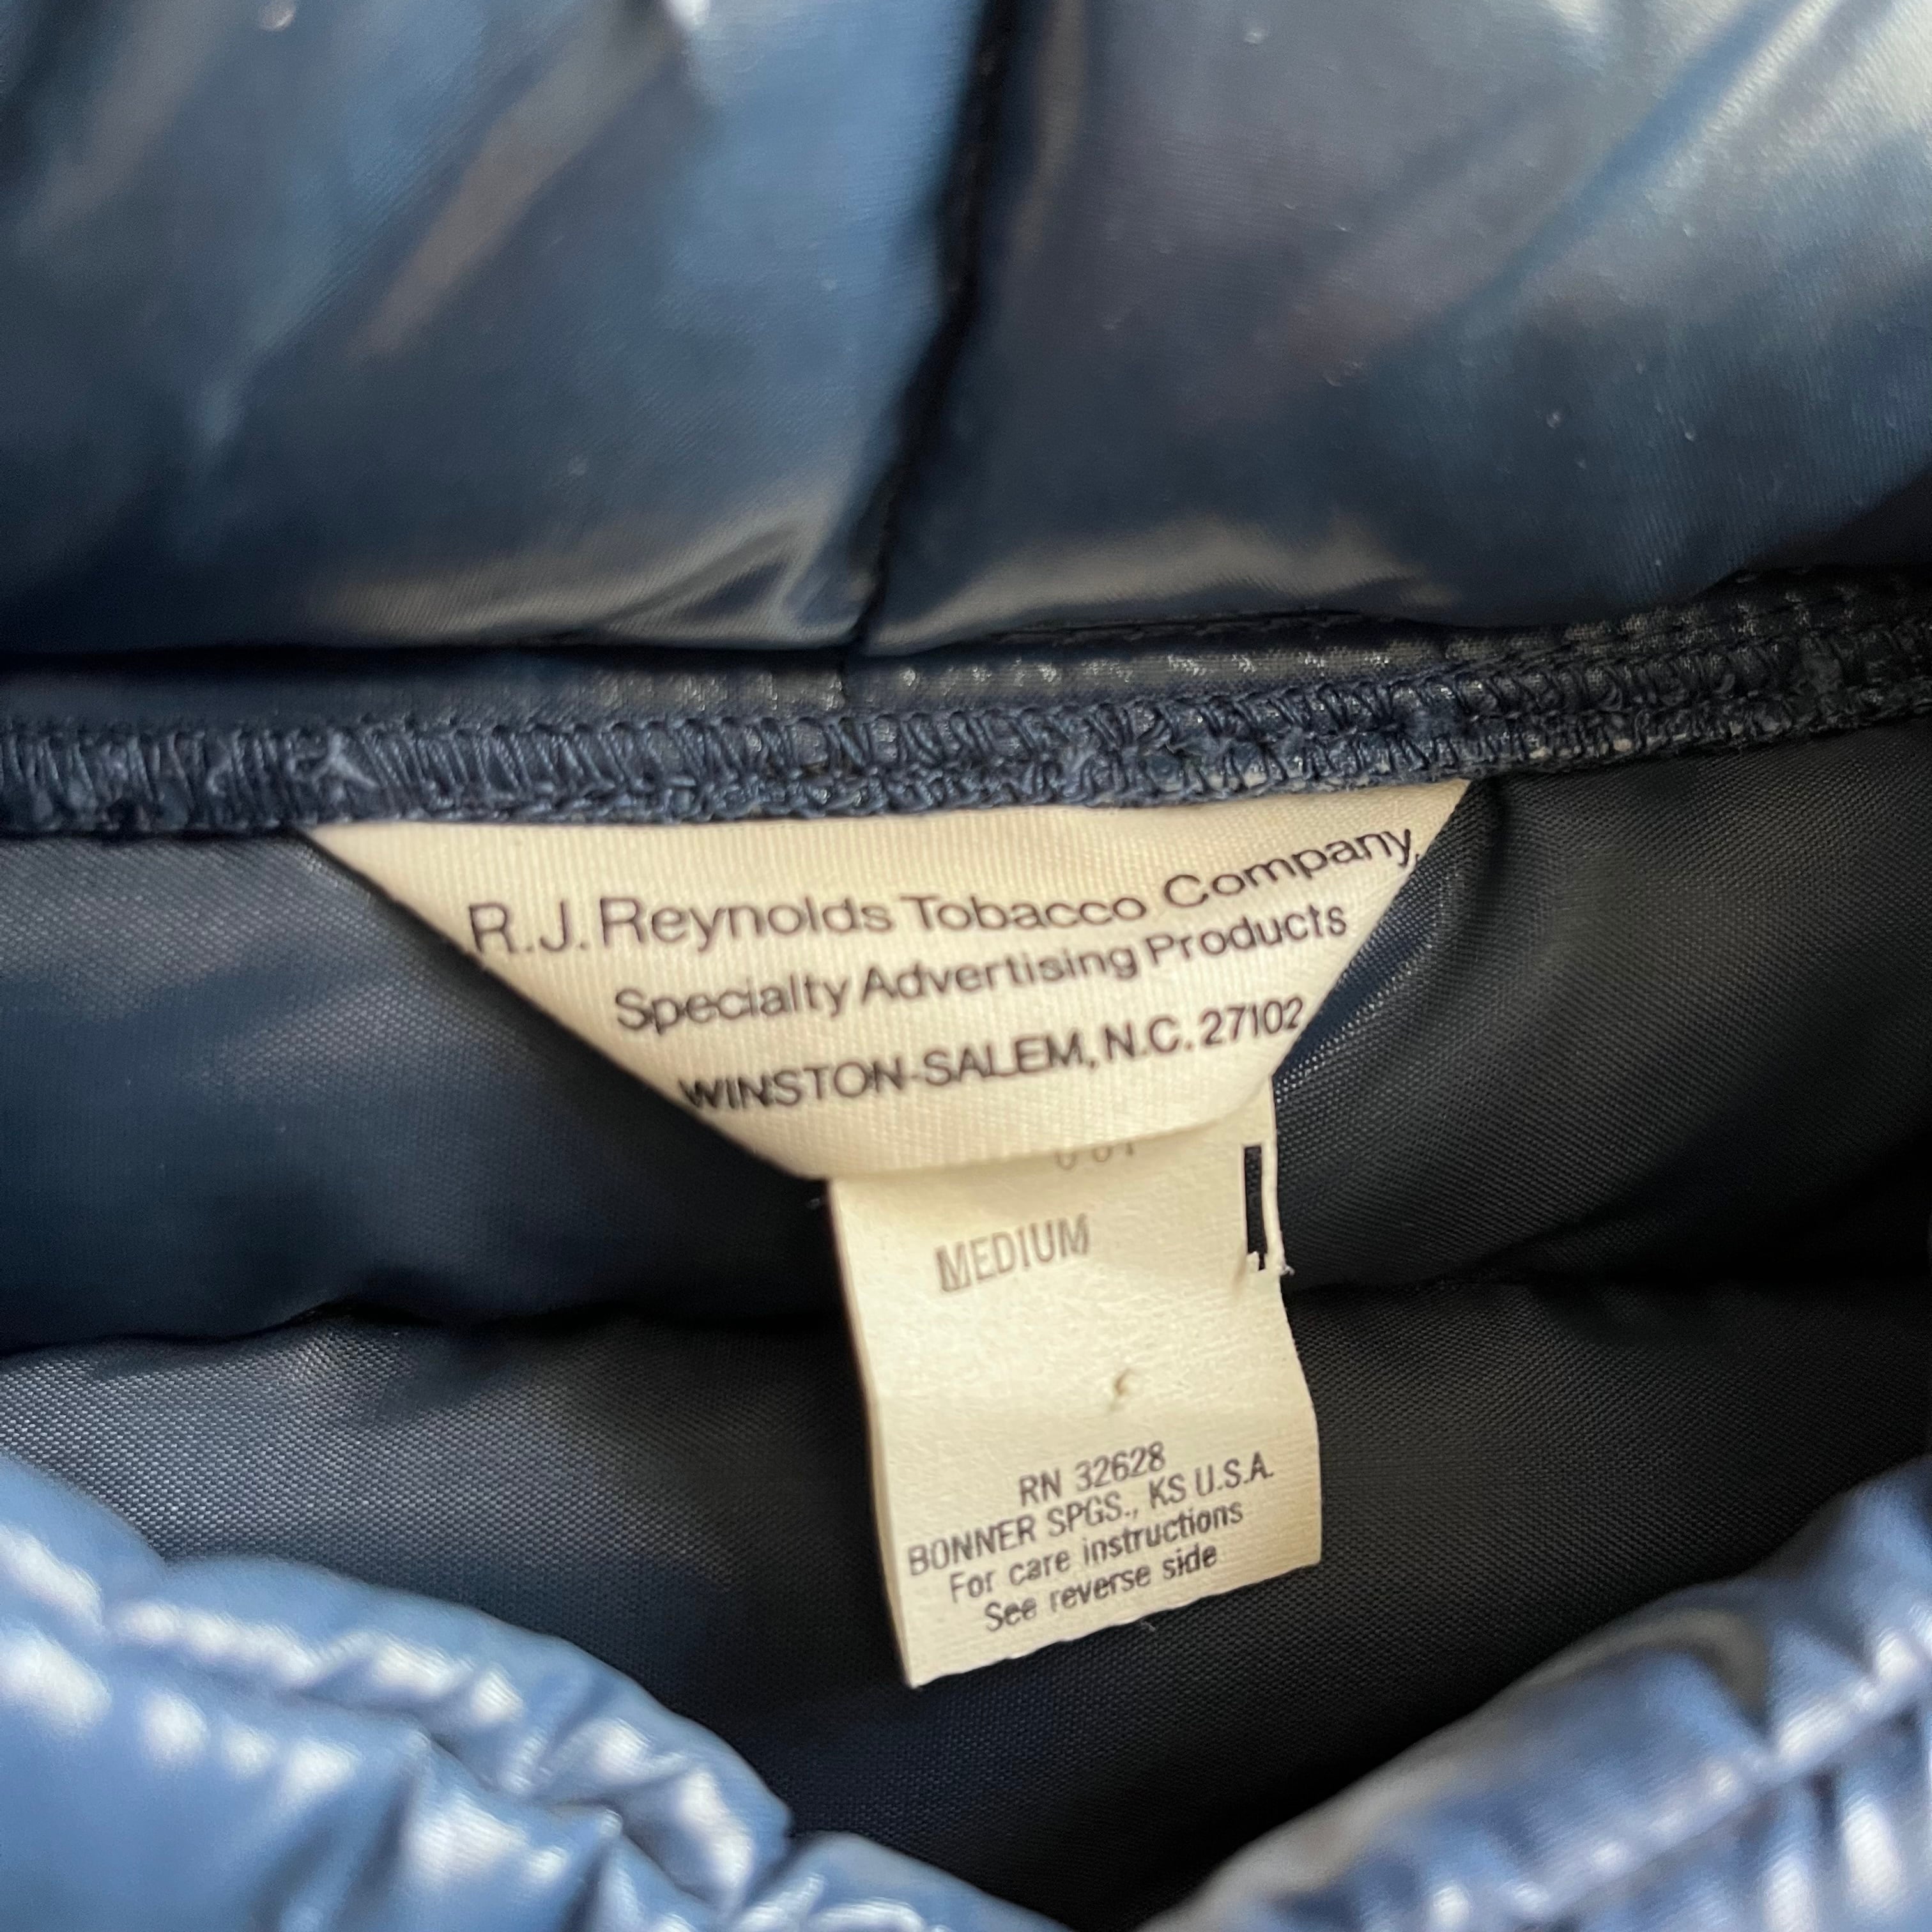 R.J. Reynolds Tobacco Company,
Specialty Advertising Products
WINSTON-SALEM, N.C. 27102
MEDIUM
RN 32628
BONNER SPGS., KS U.S.A.
For care instructions
See reverse side